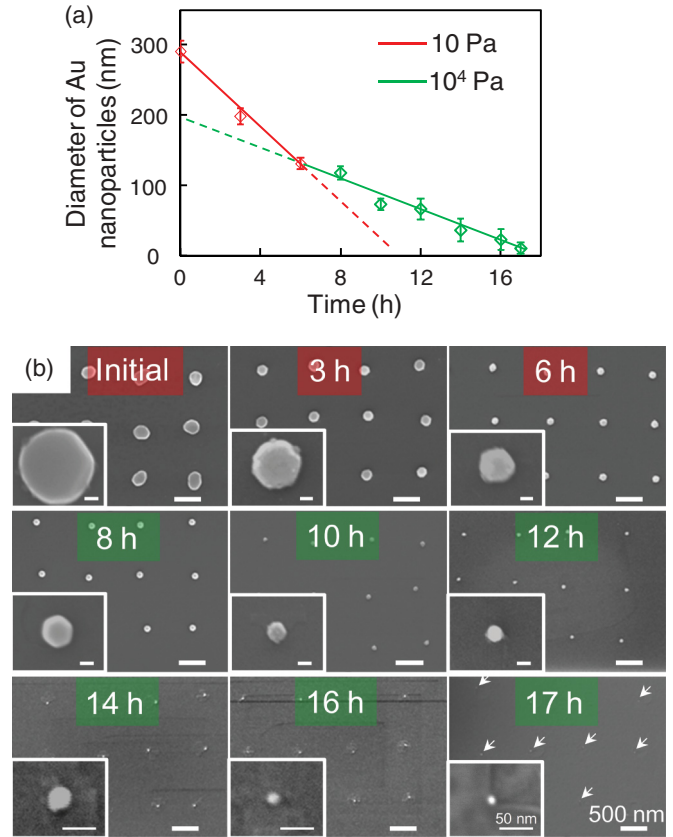 (a)
Diameter of Au
nanoparticles (nm)
300
200
100
0
0 4 8 12 16
Time (h)
10 Pa
10⁴ Pa
(b)
Initial
3 h
6 h
8 h
10 h
12 h
14 h
16 h
17 h
50 nm
500 nm